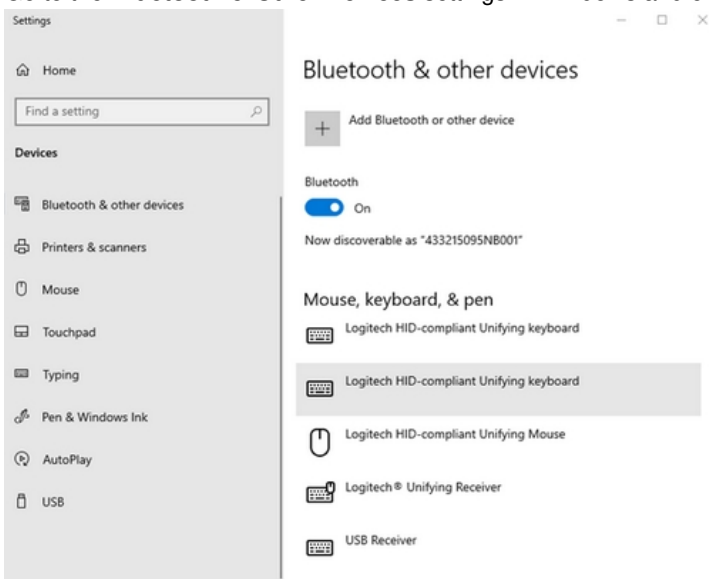 Settings
Home
Find a setting
Devices
Bluetooth & other devices
Printers & scanners
Mouse
Touchpad
Typing
Pen & Windows Ink
AutoPlay
USB
Bluetooth & other devices
Add Bluetooth or other device
Bluetooth
On
Now discoverable as "433215095NB001"
Mouse, keyboard, & pen
Logitech HID-compliant Unifying keyboard
Logitech HID-compliant Unifying keyboard
Logitech HID-compliant Unifying Mouse
Logitech® Unifying Receiver
USB Receiver